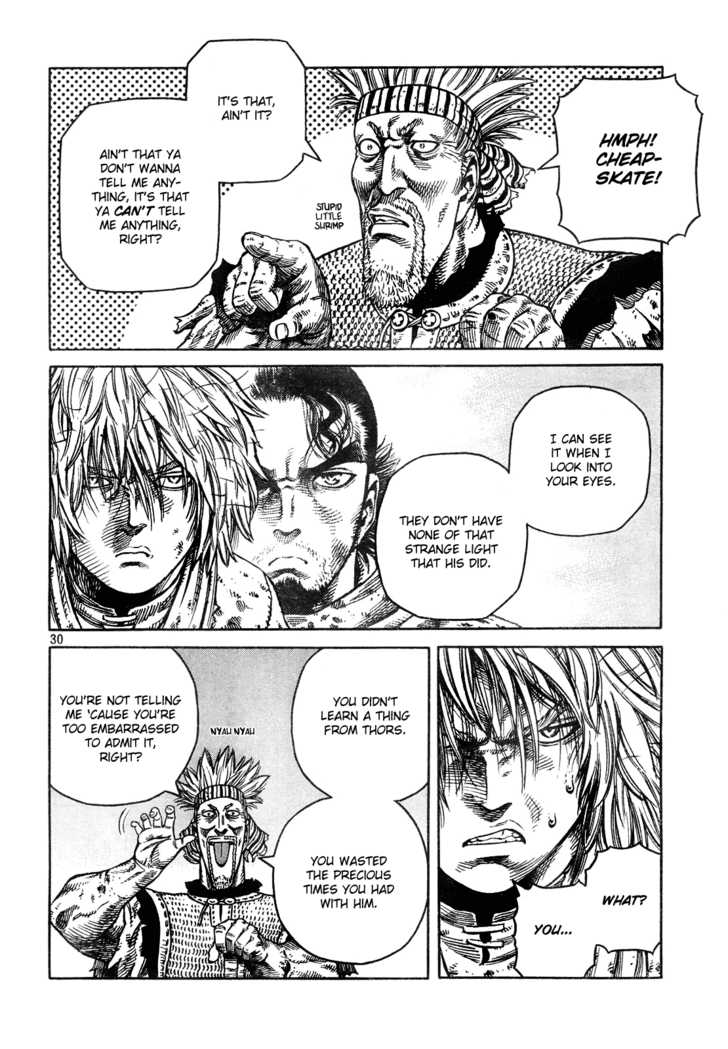 HMPH!
CHEAP-
SKATE!
STUPID
LITTLE
SHRIMP
IT'S THAT,
AIN'T IT?
AIN'T THAT YA
DON'T WANNA
TELL ME ANY-
THING, IT'S THAT
YA CAN'T TELL
ME ANYTHING,
RIGHT?
I CAN SEE
IT WHEN I
LOOK INTO
YOUR EYES.
THEY DON'T HAVE
NONE OF THAT
STRANGE LIGHT
THAT HIS DID.
30
YOU DIDN'T
LEARN A THING
FROM THORS.
YOU WASTED
THE PRECIOUS
TIMES YOU HAD
WITH HIM.
NYAU NYAU
YOU'RE NOT TELLING
ME 'CAUSE YOU'RE
TOO EMBARRASSED
TO ADMIT IT,
RIGHT?
WHAT?
YOU...